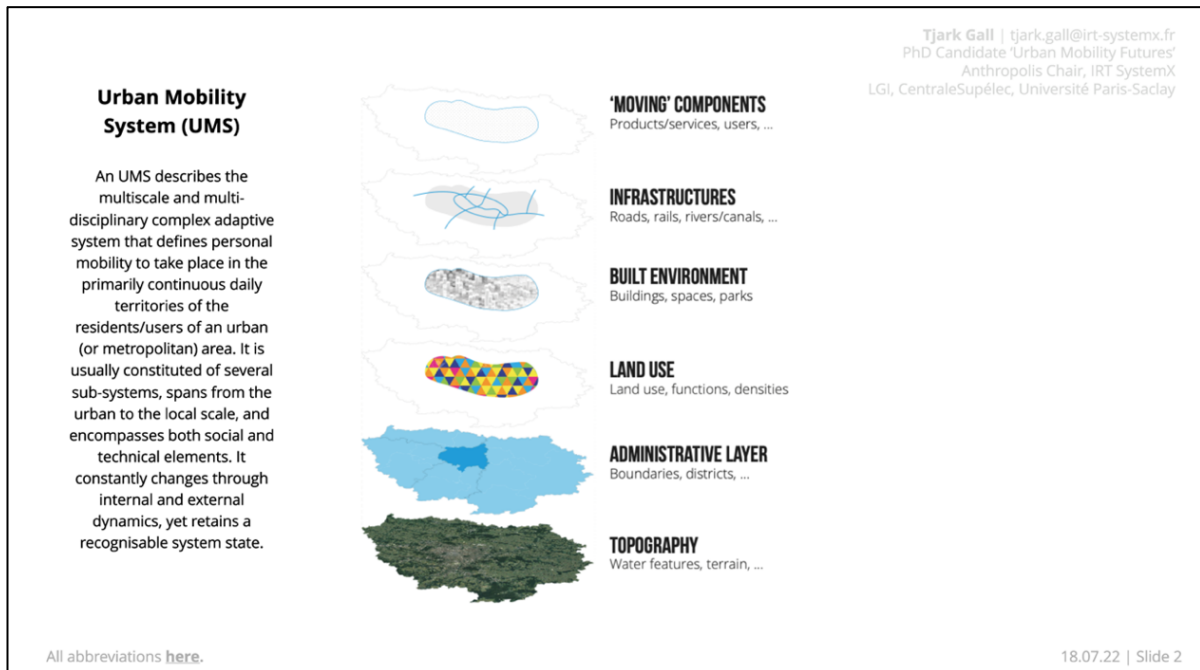 Tjark Gall | tjark.gall@irt-systemx.fr
PhD Candidate 'Urban Mobility Futures'
Anthropolis Chair, IRT SystemX
LGI, CentraleSupélec, Université Paris-Saclay
Urban Mobility
System (UMS)
An UMS describes the
multiscale and multi-
disciplinary complex adaptive
system that defines personal
mobility to take place in the
primarily continuous daily
territories of the
residents/users of an urban
(or metropolitan) area. It is
usually constituted of several
sub-systems, spans from the
urban to the local scale, and
encompasses both social and
technical elements. It
constantly changes through
internal and external
dynamics, yet retains a
recognisable system state.
'MOVING' COMPONENTS
Products/services, users, ...
INFRASTRUCTURES
Roads, rails, rivers/canals, ...
BUILT ENVIRONMENT
Buildings, spaces, parks
LAND USE
Land use, functions, densities
ADMINISTRATIVE LAYER
Boundaries, districts, ...
TOPOGRAPHY
Water features, terrain, ...
All abbreviations here.
18.07.22 | Slide 2